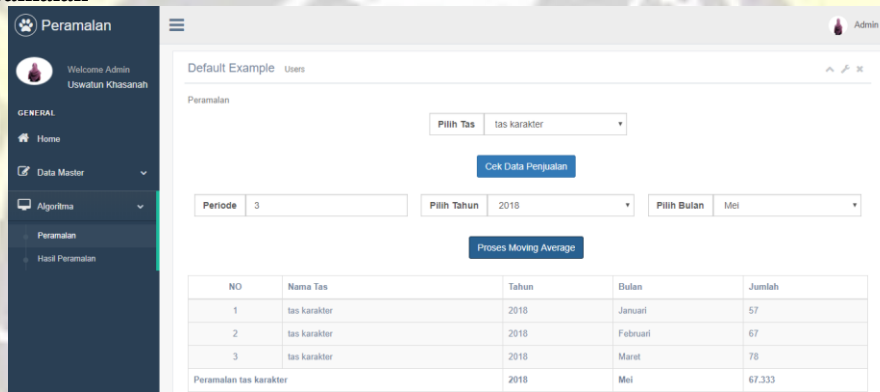 Peramalan
Admin
Welcome Admin
Uswatun Khasanah
GENERAL
Home
Data Master
Algoritma
Peramalan
Hasil Peramalan
Default Example Users
Peramalan
Pilih Tas tas karakter
Cek Data Penjualan
Periode 3 Pilih Tahun 2018 Pilih Bulan Mei
Proses Moving Average
NO Nama Tas Tahun Bulan Jumlah
1 tas karakter 2018 Januari 57
2 tas karakter 2018 Februari 67
3 tas karakter 2018 Maret 78
Peramalan tas karakter 2018 Mei 67.333